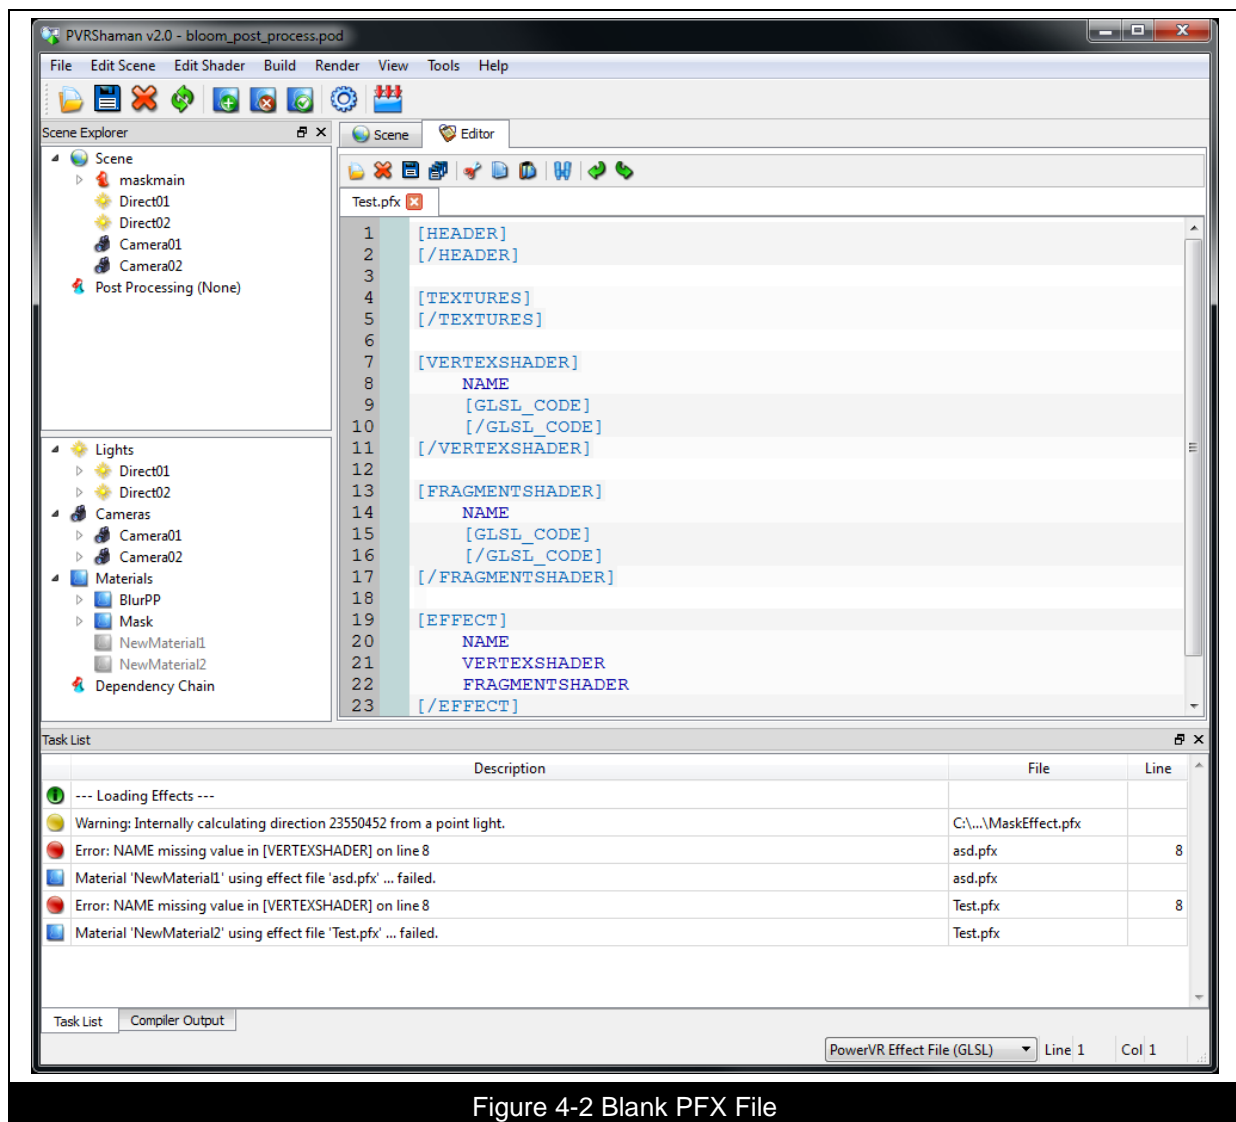 PVRShaman v2.0 - bloom_post_process.pod
File Edit Scene Edit Shader Build Render View Tools Help
Scene Explorer
Scene
maskmain
Direct01
Direct02
Camera01
Camera02
Post Processing (None)
Lights
Direct01
Direct02
Cameras
Camera01
Camera02
Materials
BlurPP
Mask
NewMaterial1
NewMaterial2
Dependency Chain
Scene Editor
Test.pfx
1 [HEADER]
2 [/HEADER]
3
4 [TEXTURES]
5 [/TEXTURES]
6
7 [VERTEXSHADER]
8 NAME
9 [GLSL_CODE]
10 [/GLSL_CODE]
11 [/VERTEXSHADER]
12
13 [FRAGMENTSHADER]
14 NAME
15 [GLSL_CODE]
16 [/GLSL_CODE]
17 [/FRAGMENTSHADER]
18
19 [EFFECT]
20 NAME
21 VERTEXSHADER
22 FRAGMENTSHADER
23 [/EFFECT]
Task List
Description File Line
--- Loading Effects ---
Warning: Internally calculating direction 23550452 from a point light. C:\...\MaskEffect.pfx
Error: NAME missing value in [VERTEXSHADER] on line 8 asd.pfx 8
Material 'NewMaterial1' using effect file 'asd.pfx' ... failed. asd.pfx
Error: NAME missing value in [VERTEXSHADER] on line 8 Test.pfx 8
Material 'NewMaterial2' using effect file 'Test.pfx' ... failed. Test.pfx
Task List Compiler Output
PowerVR Effect File (GLSL) Line 1 Col 1
Figure 4-2 Blank PFX File